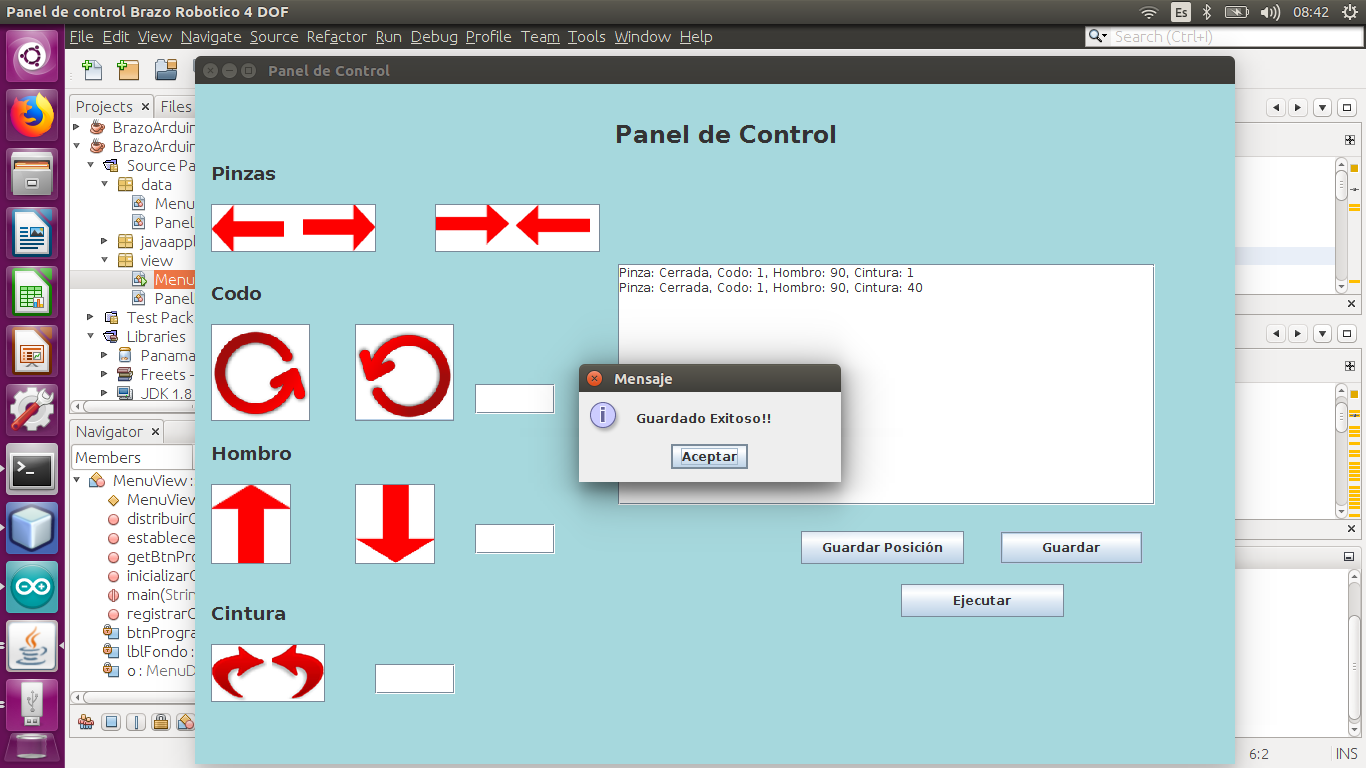 Panel de control Brazo Robotico 4 DOF
Es
08:42
File Edit View Navigate Source Refactor Run Debug Profile Team Tools Window Help
Search (Ctrl+I)
Panel de Control
Projects
Files
BrazoArduin
BrazoArduin
Source Pa
data
Menu
Panel
javaappl
view
Menu
Panel
Test Pack
Libraries
Panama
Freets -
JDK 1.8
Navigator
Members
MenuView :
MenuView
distribuirC
establece
getBtnPro
inicializarC
main(Strin
registrarC
btnProgra
lblFondo :
o : MenuD
Panel de Control
Pinzas
Codo
Hombro
Cintura
Pinza: Cerrada, Codo: 1, Hombro: 90, Cintura: 1
Pinza: Cerrada, Codo: 1, Hombro: 90, Cintura: 40
Mensaje
Guardado Exitoso!!
Aceptar
Guardar Posición
Guardar
Ejecutar
6:2
INS